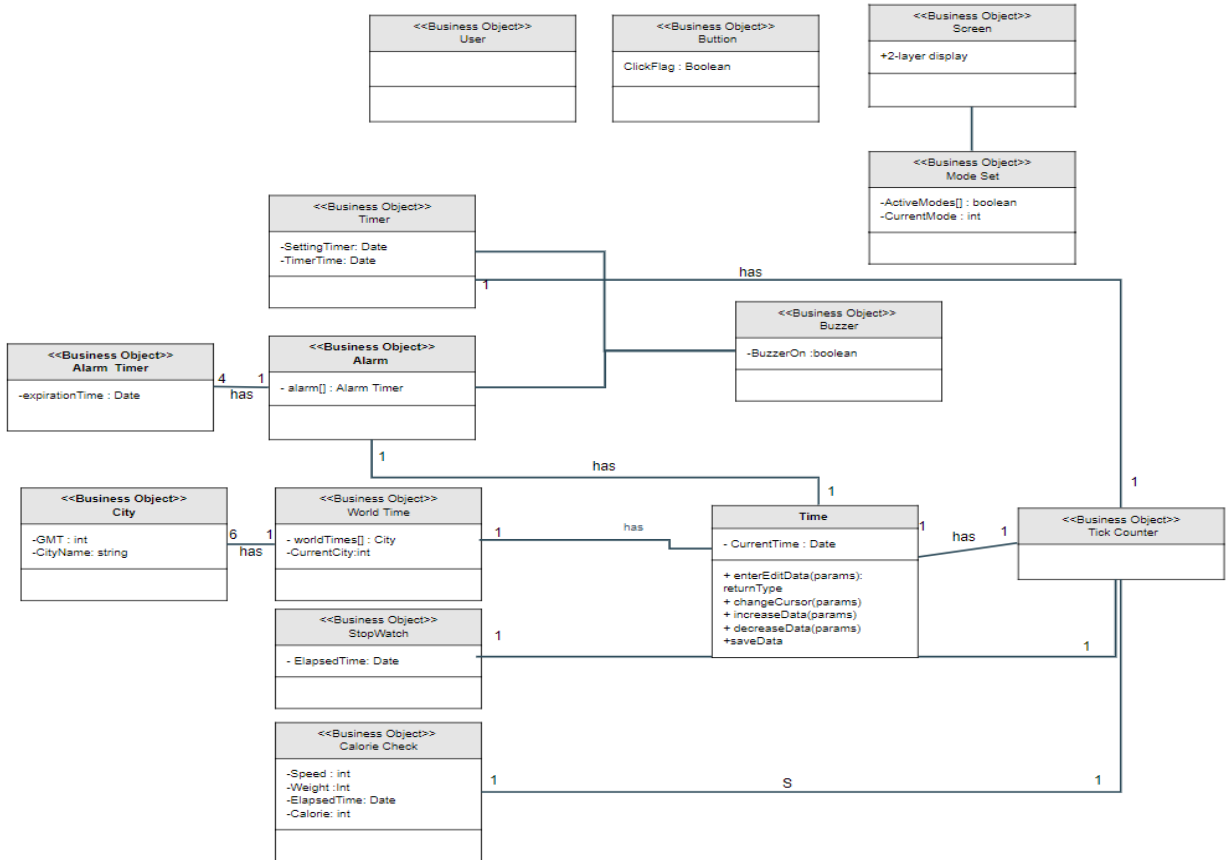 <<Business Object>>
User
<<Business Object>>
Button
ClickFlag : Boolean
<<Business Object>>
Screen
+2-layer display
<<Business Object>>
Mode Set
-ActiveModes[] : boolean
-CurrentMode : int
<<Business Object>>
Timer
-SettingTimer: Date
-TimerTime: Date
1
has
<<Business Object>>
Buzzer
-BuzzerOn :boolean
<<Business Object>>
Alarm Timer
-expirationTime : Date
4
1
has
<<Business Object>>
Alarm
- alarm[] : Alarm Timer
1
has
1
1
<<Business Object>>
City
-GMT : int
-CityName: string
6
1
has
<<Business Object>>
World Time
- worldTimes[] : City
-CurrentCity:int
1
has
Time
- CurrentTime : Date
+ enterEditData(params):
returnType
+ changeCursor(params)
+ increaseData(params)
+ decreaseData(params)
+saveData
1
has
1
<<Business Object>>
Tick Counter
<<Business Object>>
StopWatch
- ElapsedTime: Date
1
1
<<Business Object>>
Calorie Check
-Speed : int
-Weight :Int
-ElapsedTime: Date
-Calorie: int
1
S
1